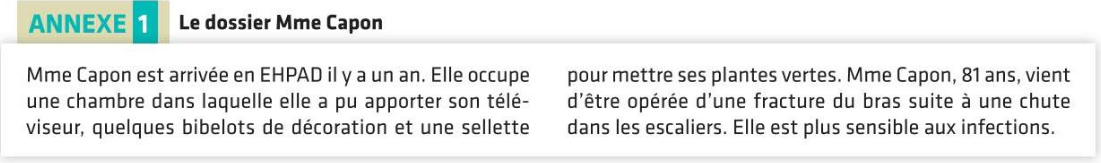 ANNEXE 1 Le dossier Mme Capon
Mme Capon est arrivée en EHPAD il y a un an. Elle occupe
une chambre dans laquelle elle a pu apporter son télé-
viseur, quelques bibelots de décoration et une sellette
pour mettre ses plantes vertes. Mme Capon, 81 ans, vient
d'être opérée d'une fracture du bras suite à une chute
dans les escaliers. Elle est plus sensible aux infections.